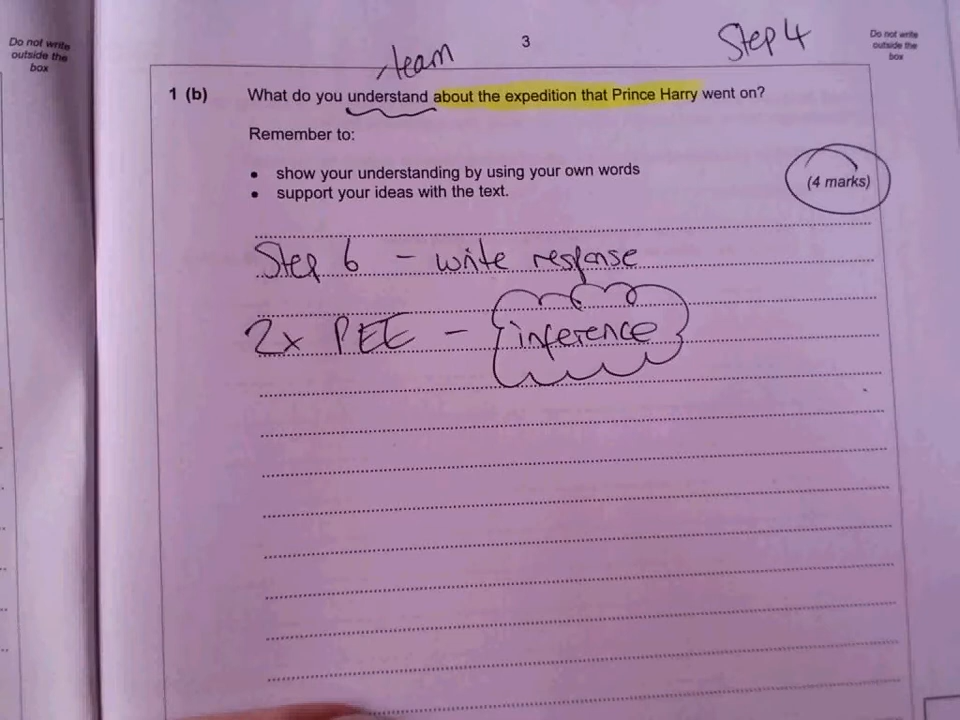 Do not write
outside the
box
team
3
Step 4
Do not write
outside the
box
1 (b) What do you understand about the expedition that Prince Harry went on?
Remember to:
• show your understanding by using your own words
• support your ideas with the text.
(4 marks)
Step 6 - write response
2x PEE - inference